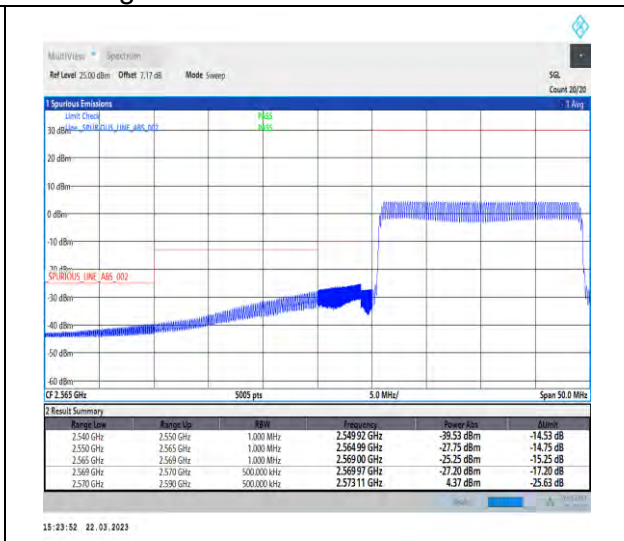 MultiView Spectrum
Ref Level 25.00 dBm Offset 7.17 dB Mode Sweep SGL
Count 20/20
1 Spurious Emissions 1 Avg
Limit Check PASS
30 dBm Line _SPURIOUS_LINE_ABS_002 PASS
20 dBm
10 dBm
0 dBm
-10 dBm
-20 dBm
SPURIOUS_LINE_ABS_002
-30 dBm
-40 dBm
-50 dBm
-60 dBm
CF 2.565 GHz 5005 pts 5.0 MHz/ Span 50.0 MHz
2 Result Summary
Range Low Range Up RBW Frequency Power Abs ΔLimit
2.540 GHz 2.550 GHz 1.000 MHz 2.549 92 GHz -39.53 dBm -14.53 dB
2.550 GHz 2.565 GHz 1.000 MHz 2.564 99 GHz -27.75 dBm -14.75 dB
2.565 GHz 2.569 GHz 1.000 MHz 2.569 00 GHz -25.25 dBm -15.25 dB
2.569 GHz 2.570 GHz 500.000 kHz 2.569 97 GHz -27.20 dBm -17.20 dB
2.570 GHz 2.590 GHz 500.000 kHz 2.573 11 GHz 4.37 dBm -25.63 dB
15:23:52 22.03.2023